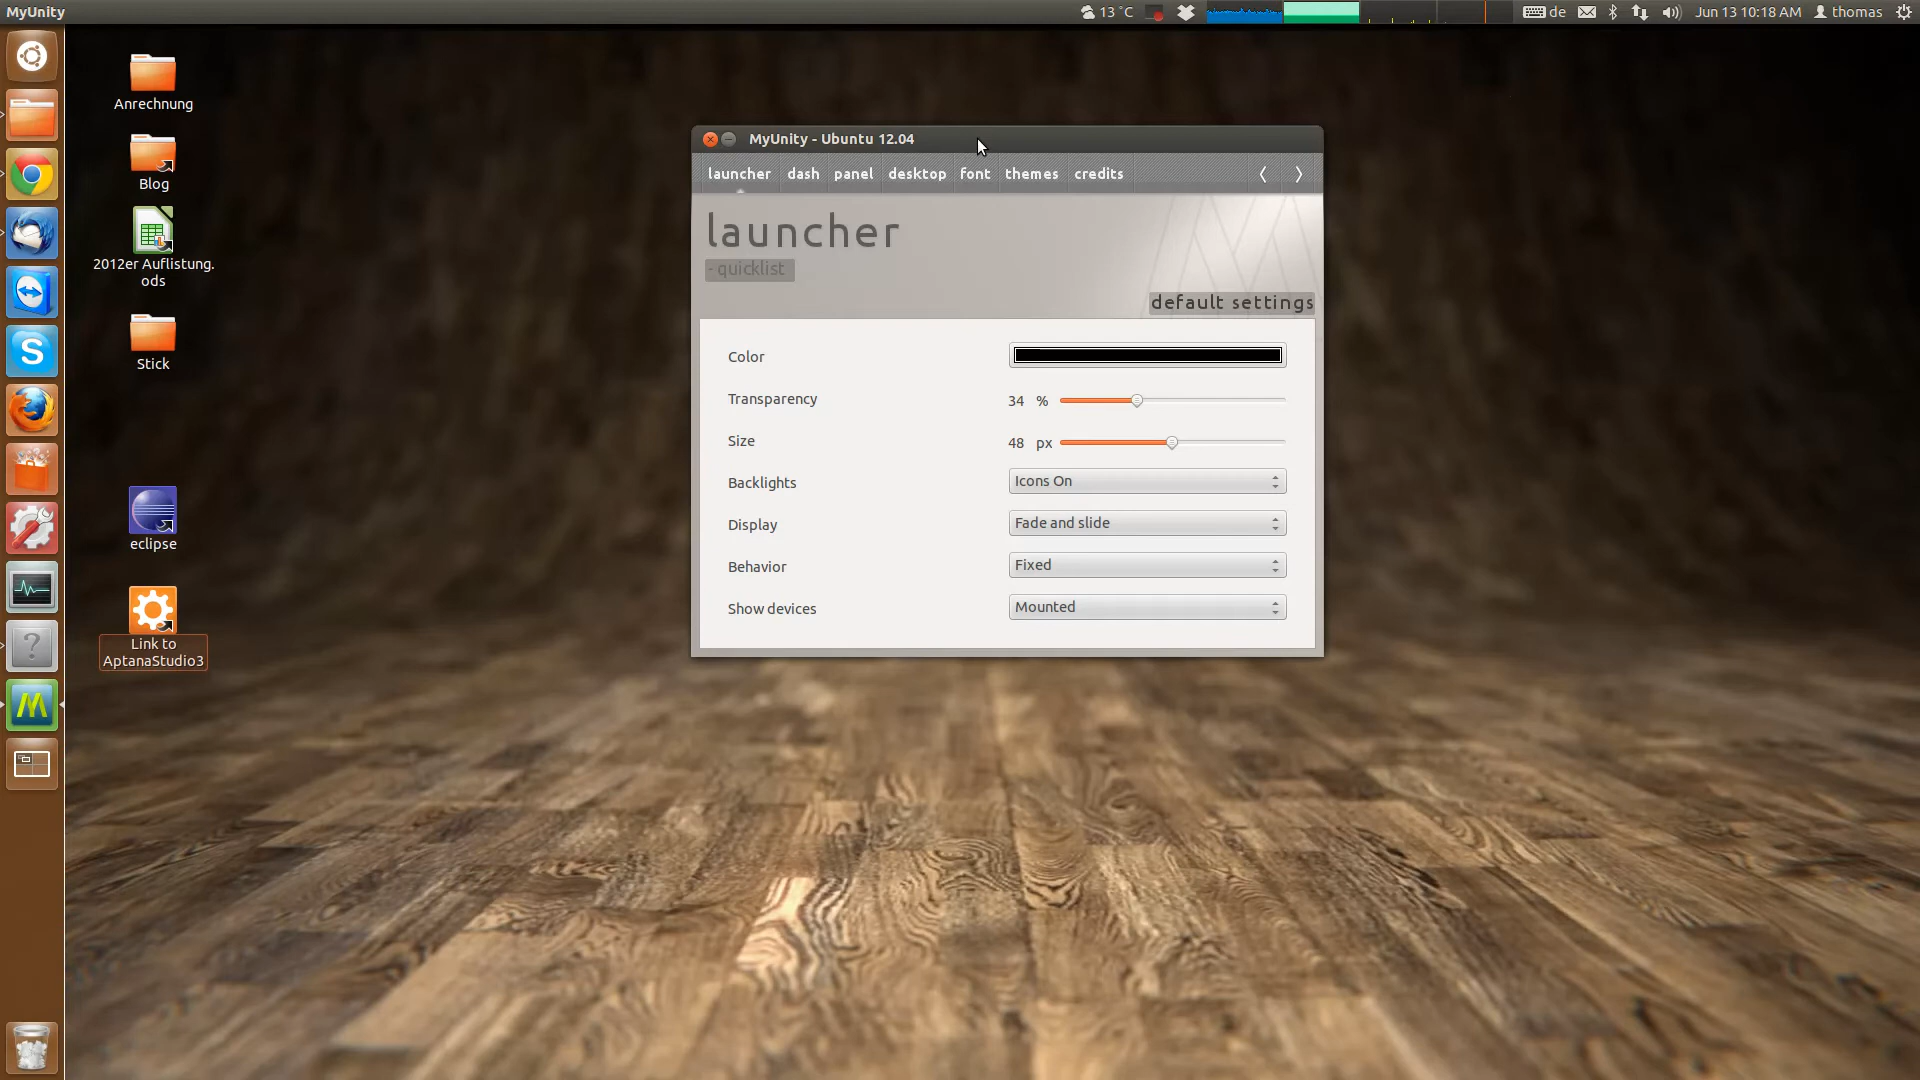 MyUnity
13 °C
de
Jun 13 10:18 AM
thomas
Anrechnung
Blog
2012er Auflistung.
ods
Stick
eclipse
Link to
AptanaStudio3
MyUnity - Ubuntu 12.04
launcher dash panel desktop font themes credits
launcher
- quicklist
default settings
Color
Transparency 34 %
Size 48 px
Backlights Icons On
Display Fade and slide
Behavior Fixed
Show devices Mounted